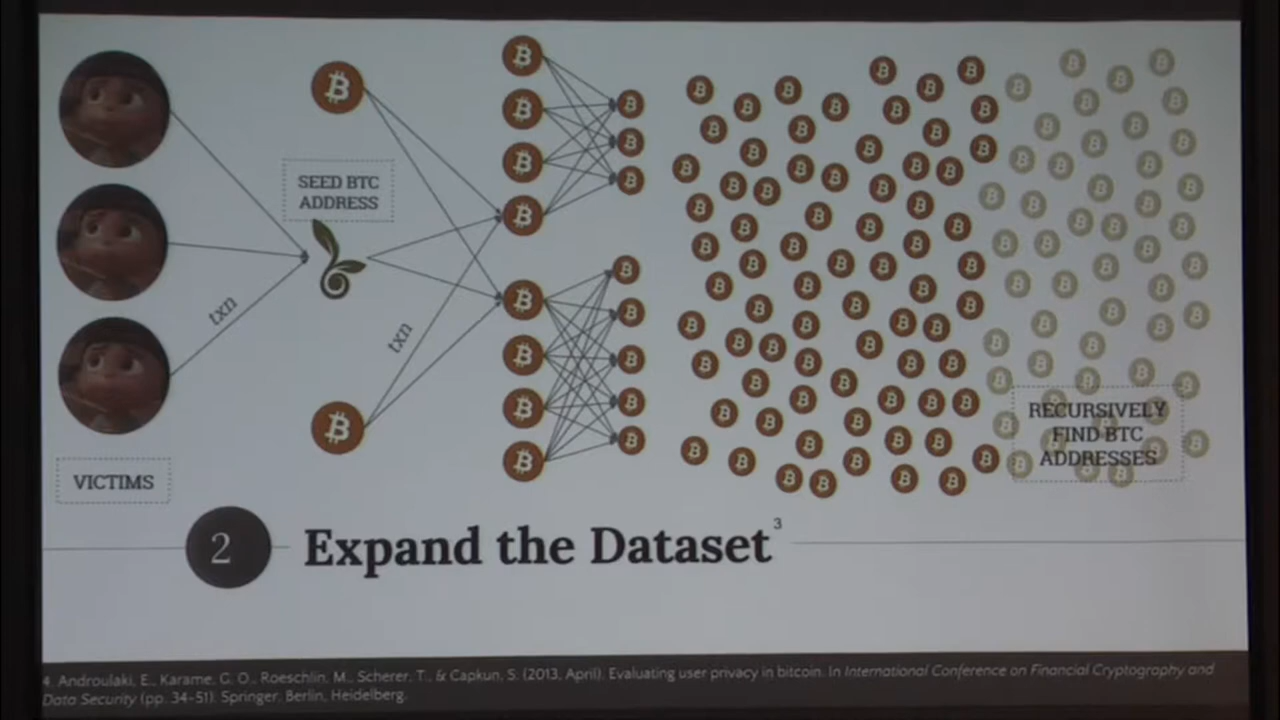 SEED BTC
ADDRESS
txn
txn
VICTIMS
RECURSIVELY
FIND BTC
ADDRESSES
2
Expand the Dataset3
4. Androulaki, E., Karame, G. O., Roeschlin, M., Scherer, T., & Capkun, S. (2013, April). Evaluating user privacy in bitcoin. In International Conference on Financial Cryptography and
Data Security (pp. 34-51). Springer, Berlin, Heidelberg.